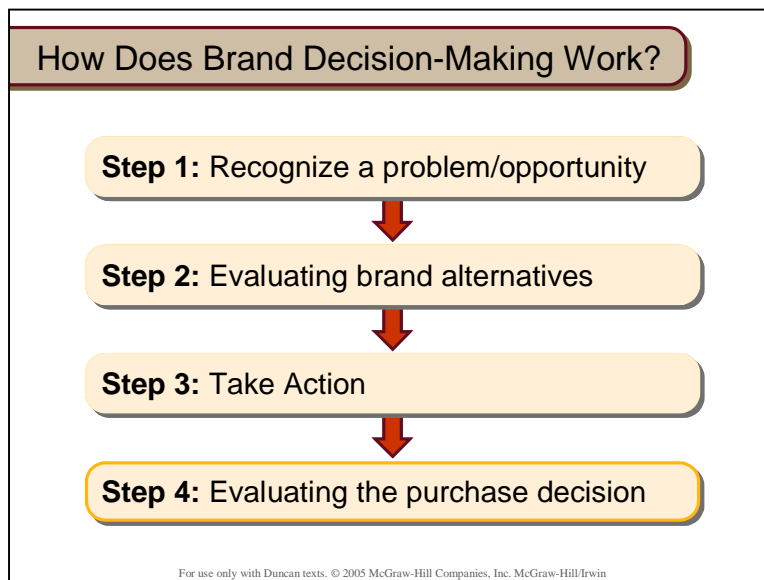 How Does Brand Decision-Making Work?
Step 1: Recognize a problem/opportunity
Step 2: Evaluating brand alternatives
Step 3: Take Action
Step 4: Evaluating the purchase decision
For use only with Duncan texts. © 2005 McGraw-Hill Companies, Inc. McGraw-Hill/Irwin